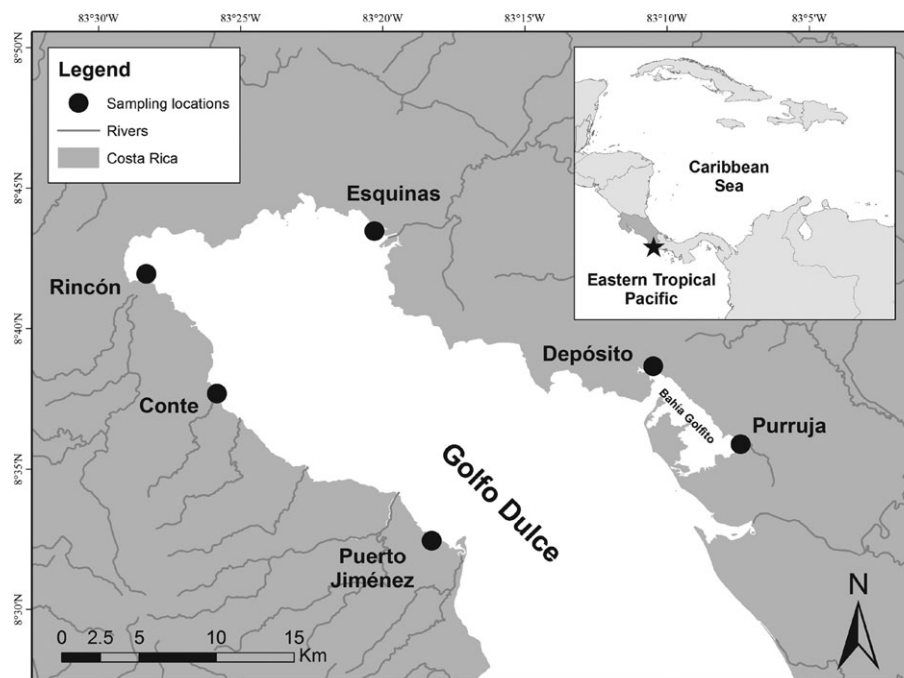 83°30'W
83°25'W
83°20'W
83°15'W
83°10'W
83°5'W
8°50'N
8°45'N
8°40'N
8°35'N
8°30'N
Legend
Sampling locations
Rivers
Costa Rica
Caribbean
Sea
Eastern Tropical
Pacific
Esquinas
Rincón
Conte
Depósito
Bahía Golfito
Purruja
Golfo Dulce
Puerto
Jiménez
N
0 2.5 5 10 15
Km